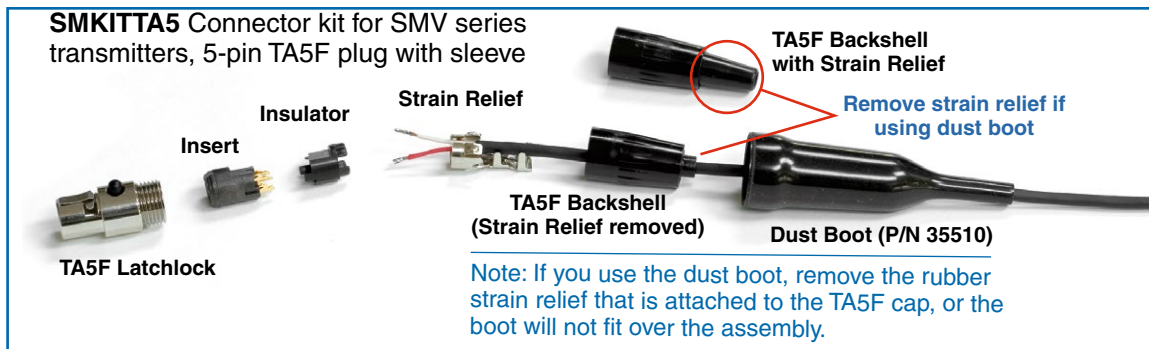 SMKITTA5 Connector kit for SMV series
transmitters, 5-pin TA5F plug with sleeve
TA5F Backshell
with Strain Relief
Strain Relief
Remove strain relief if
using dust boot
Insulator
Insert
TA5F Backshell
(Strain Relief removed)
Dust Boot (P/N 35510)
TA5F Latchlock
Note: If you use the dust boot, remove the rubber
strain relief that is attached to the TA5F cap, or the
boot will not fit over the assembly.